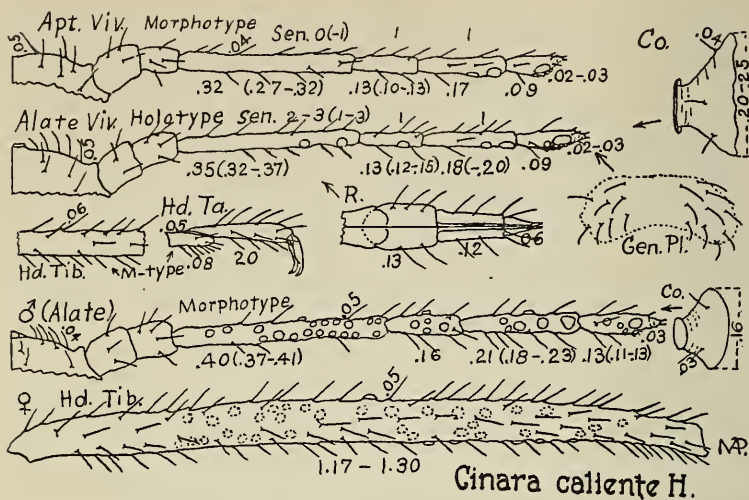 Apt. Viv. Morphotype Sen. 0(-1) 1 1
.05 .04
.32 (.27-.32) .13(.10-.13) .17 .09 .02-.03
Co. .04 .20-.25
Alate Viv. Holotype Sen. 2-3(1-3) 1 1
.05
.35(.32-.37) .13(.12-.15) .18(-.20) .09 .02-.03
.06 Hd. Ta. R.
.05
Hd. Tib. M-type .08 .20 .13 .12 .06 Gen. Pl.
♂(Alate) Morphotype .05 Co.
.04
.40(.37-.41) .16 .21(.18-.23) .13(.11-.13) .03 .03 .16
♀ Hd. Tib. .05
1.17 - 1.30 MP.
Cinara caliente H.